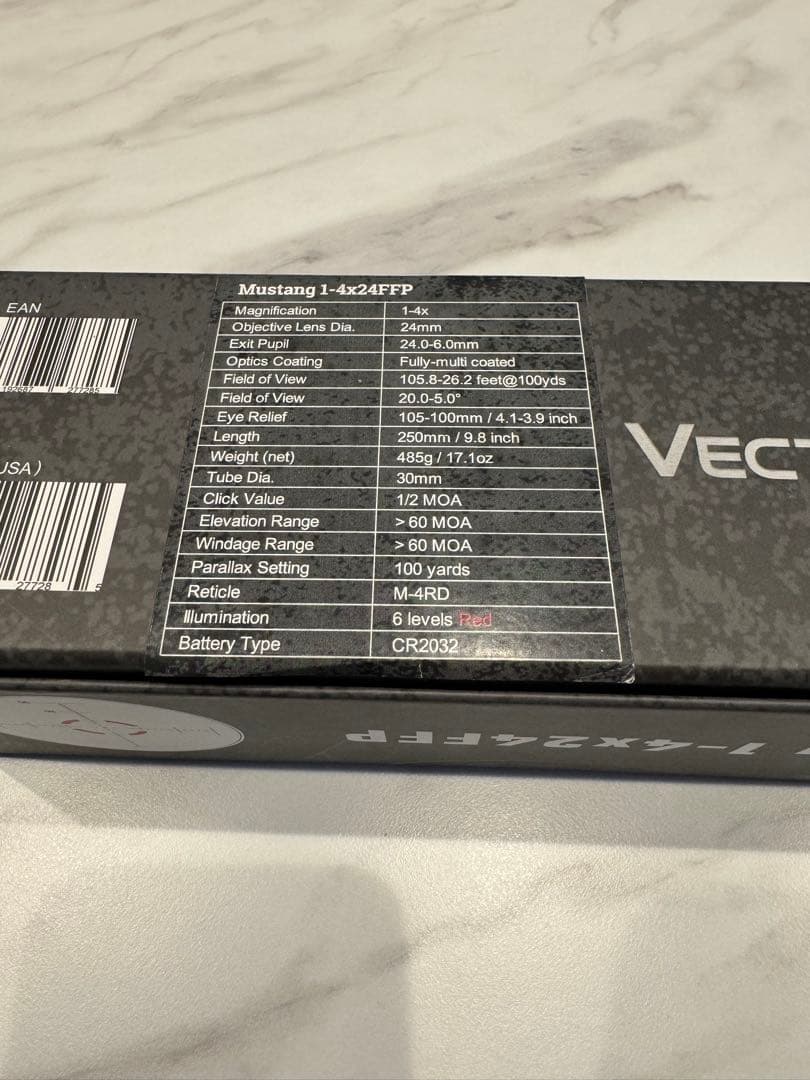 EAN
USA)
27728 5
Mustang 1-4x24FFP
Magnification 1-4x
Objective Lens Dia. 24mm
Exit Pupil 24.0-6.0mm
Optics Coating Fully-multi coated
Field of View 105.8-26.2 feet@100yds
Field of View 20.0-5.0°
Eye Relief 105-100mm / 4.1-3.9 inch
Length 250mm / 9.8 inch
Weight (net) 485g / 17.1oz
Tube Dia. 30mm
Click Value 1/2 MOA
Elevation Range > 60 MOA
Windage Range > 60 MOA
Parallax Setting 100 yards
Reticle M-4RD
Illumination 6 levels Red
Battery Type CR2032
VECT
1-4x24FFP